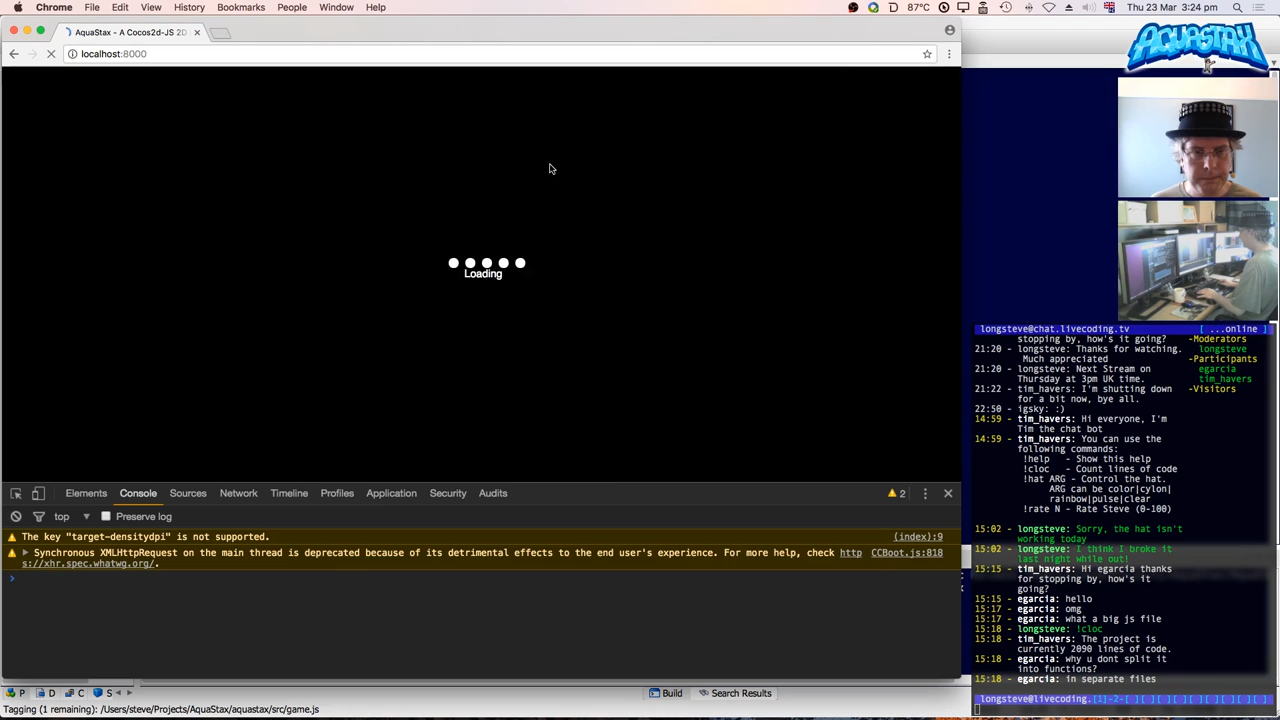 Chrome File Edit View History Bookmarks People Window Help
87°C
Thu 23 Mar 3:24 pm
AquaStax - A Cocos2d-JS 2D
localhost:8000
AQUASTAX
Loading
Elements Console Sources Network Timeline Profiles Application Security Audits
2
top
Preserve log
The key "target-densitydpi" is not supported. (index):9
Synchronous XMLHttpRequest on the main thread is deprecated because of its detrimental effects to the end user's experience. For more help, check http CCBoot.js:818
s://xhr.spec.whatwg.org/.
longsteve@chat.livecoding.tv [ ...online ]
stopping by, how's it going?
21:20 - longsteve: Thanks for watching.
Much appreciated
21:20 - longsteve: Next Stream on
Thursday at 3pm UK time.
21:22 - tim_havers: I'm shutting down
for a bit now, bye all.
22:50 - igsky: :)
14:59 - tim_havers: Hi everyone, I'm
Tim the chat bot
14:59 - tim_havers: You can use the
following commands:
!help - Show this help
!cloc - Count lines of code
!hat ARG - Control the hat.
ARG can be color|cylon|
rainbow|pulse|clear
!rate N - Rate Steve (0-100)
15:02 - longsteve: Sorry, the hat isn't
working today
15:02 - longsteve: I think I broke it
last night while out!
15:15 - tim_havers: Hi egarcia thanks
for stopping by, how's it
going?
15:15 - egarcia: hello
15:17 - egarcia: omg
15:17 - egarcia: what a big js file
15:18 - longsteve: !cloc
15:18 - tim_havers: The project is
currently 2090 lines of code.
15:18 - egarcia: why u dont split it
into functions?
15:18 - egarcia: in separate files
-Moderators
longsteve
-Participants
egarcia
tim_havers
-Visitors
longsteve@livecoding.[1]-2-[ ][ ][ ][ ][ ][ ][ ][ ][ ][ ]
P D C S
Build Search Results
Tagging (1 remaining): /Users/steve/Projects/AquaStax/aquastax/src/game.js